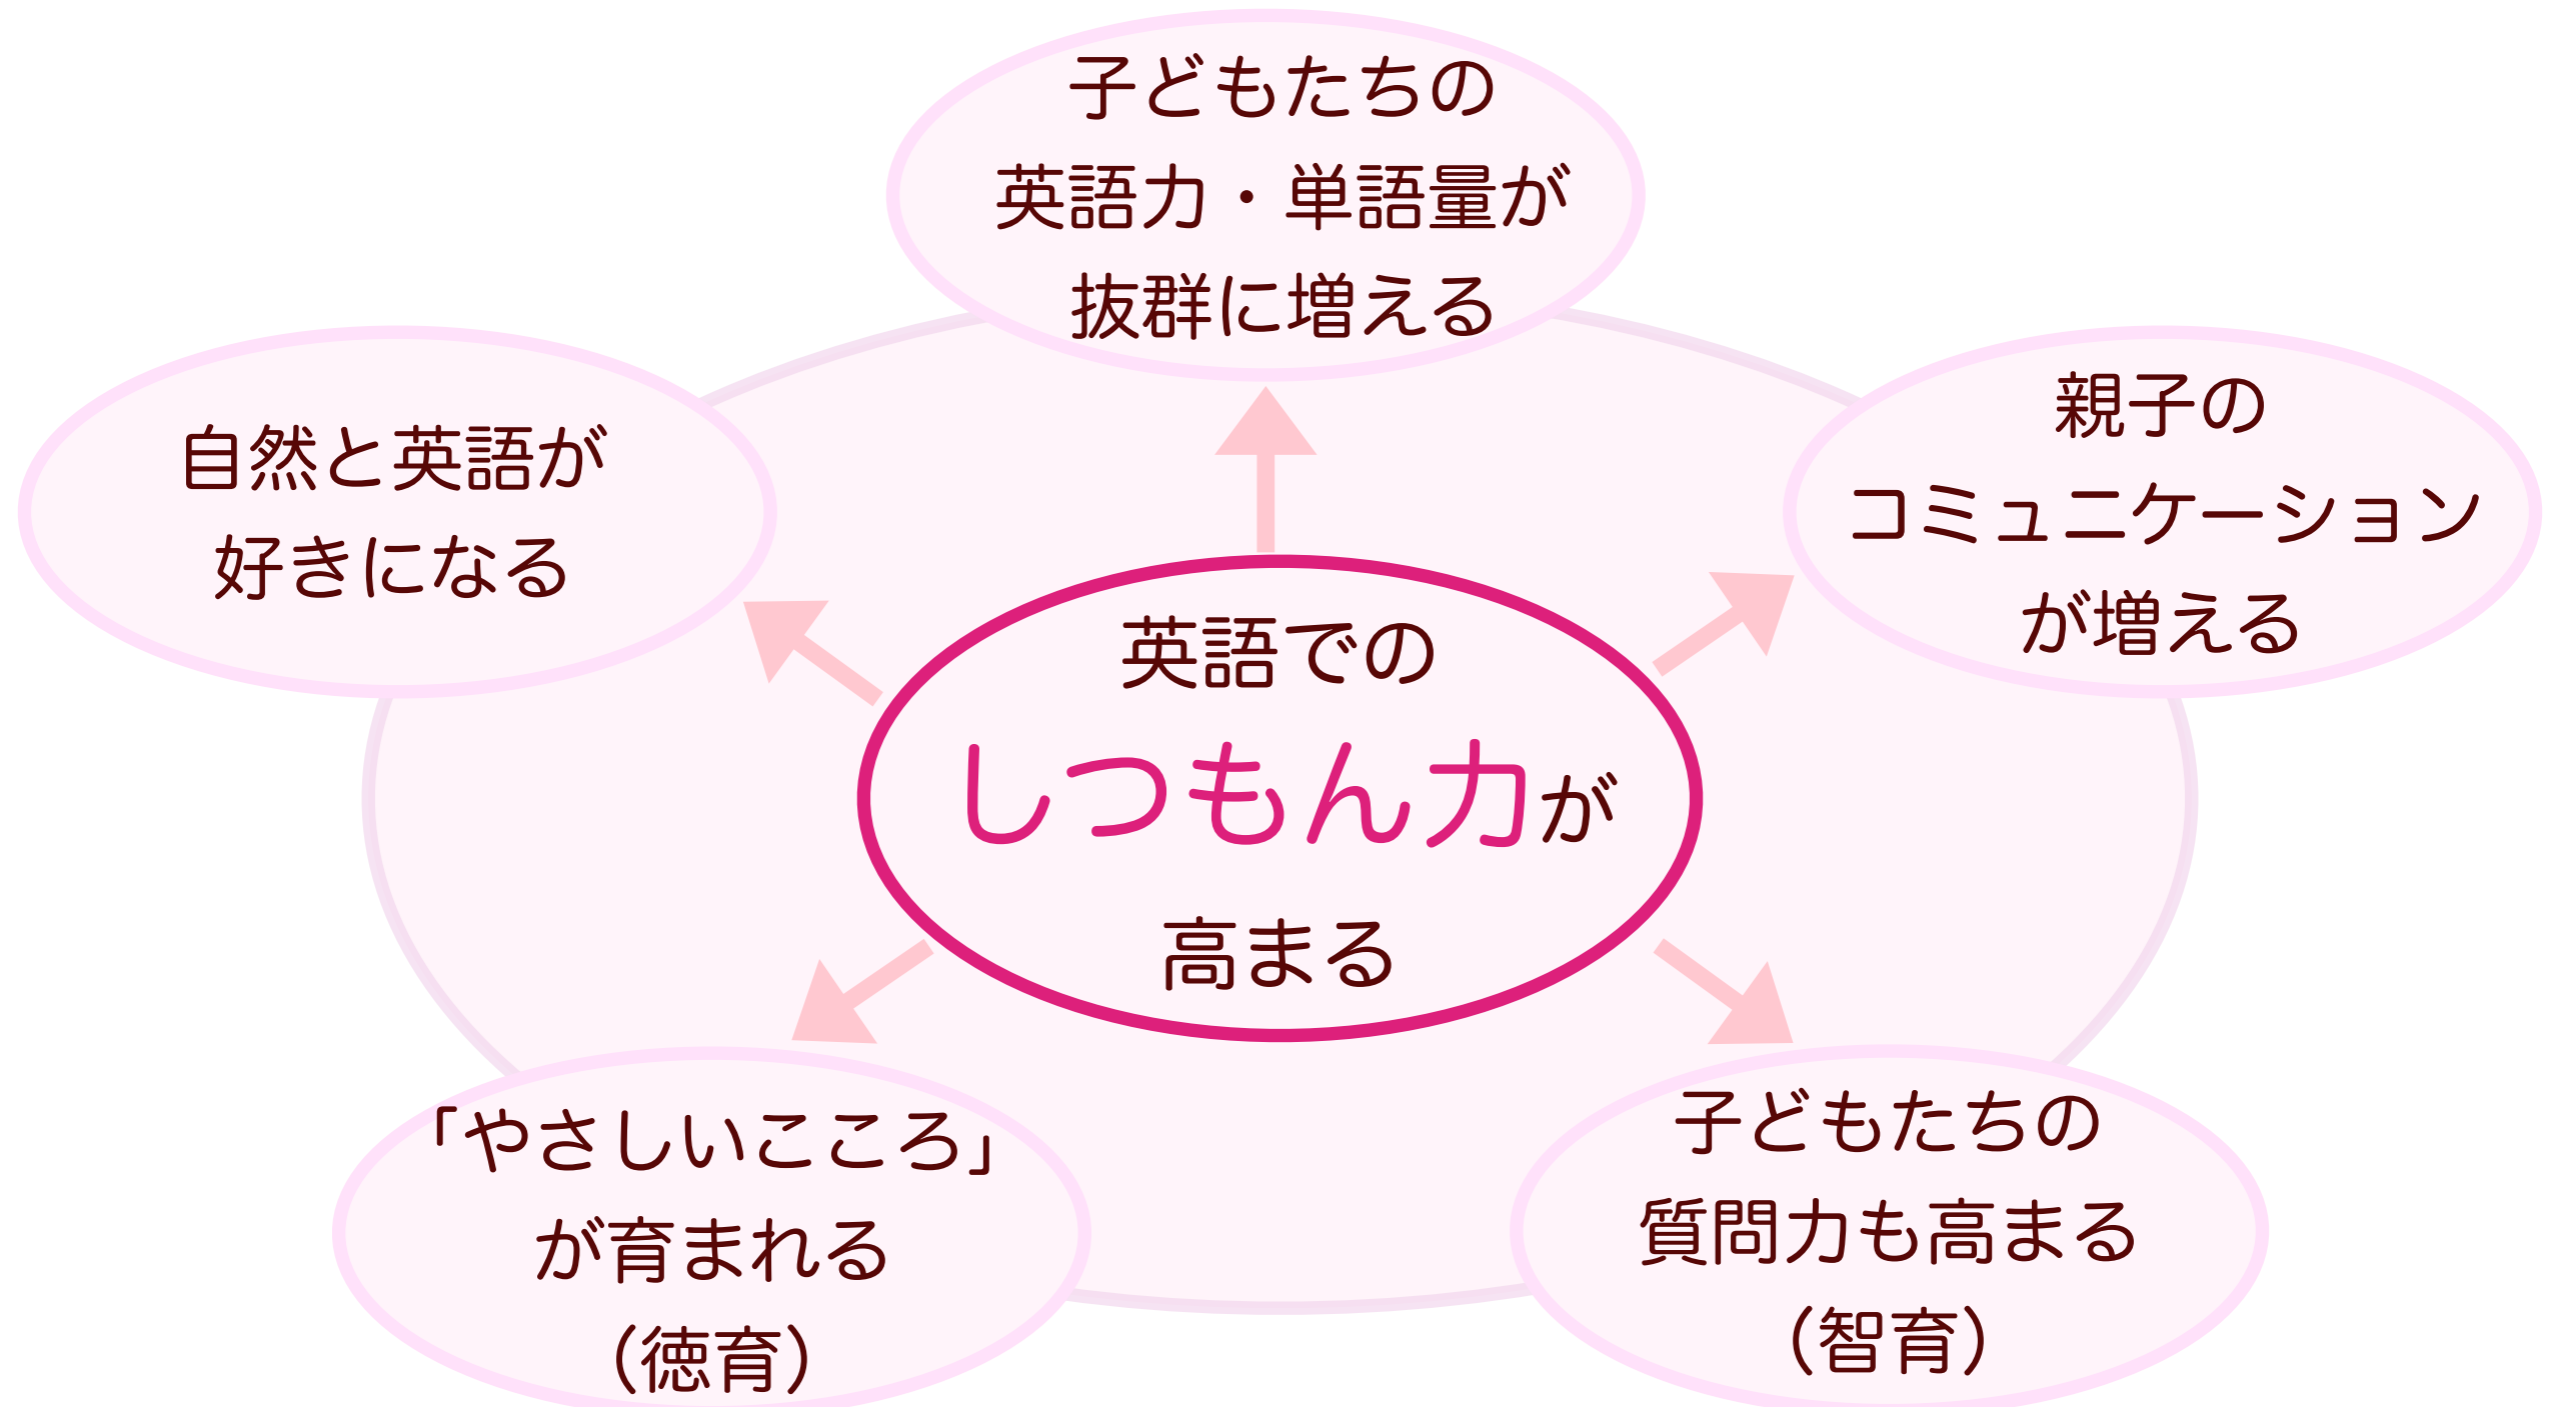 子どもたちの
英語力・単語量が
抜群に増える
自然と英語が
好きになる
親子の
コミュニケーション
が増える
英語での
しつもん力が
高まる
「やさしいこころ」
が育まれる
（徳育）
子どもたちの
質問力も高まる
（智育）